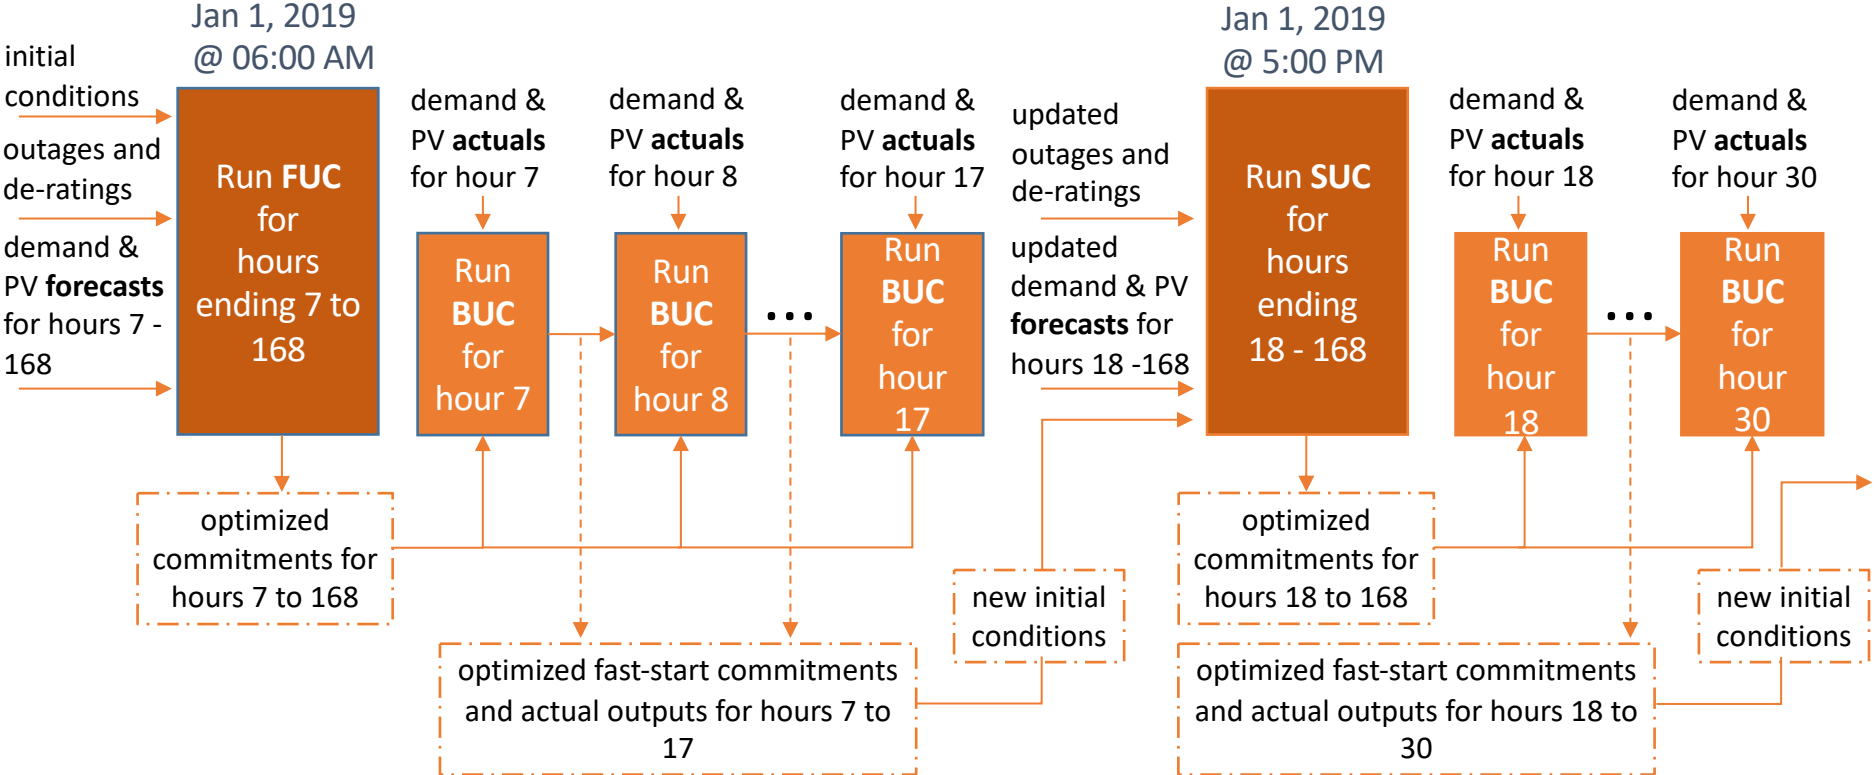 Jan 1, 2019
@ 06:00 AM
initial
conditions
outages and
de-ratings
demand &
PV forecasts
for hours 7 -
168
Run FUC
for
hours
ending 7 to
168
demand &
PV actuals
for hour 7
Run
BUC
for
hour 7
demand &
PV actuals
for hour 8
Run
BUC
for
hour 8
...
demand &
PV actuals
for hour 17
Run
BUC
for
hour
17
optimized
commitments for
hours 7 to 168
optimized fast-start commitments
and actual outputs for hours 7 to
17
new initial
conditions
Jan 1, 2019
@ 5:00 PM
updated
outages and
de-ratings
updated
demand & PV
forecasts for
hours 18 -168
Run SUC
for
hours
ending
18 - 168
demand &
PV actuals
for hour 18
Run
BUC
for
hour
18
...
demand &
PV actuals
for hour 30
Run
BUC
for
hour
30
optimized
commitments for
hours 18 to 168
optimized fast-start commitments
and actual outputs for hours 18 to
30
new initial
conditions